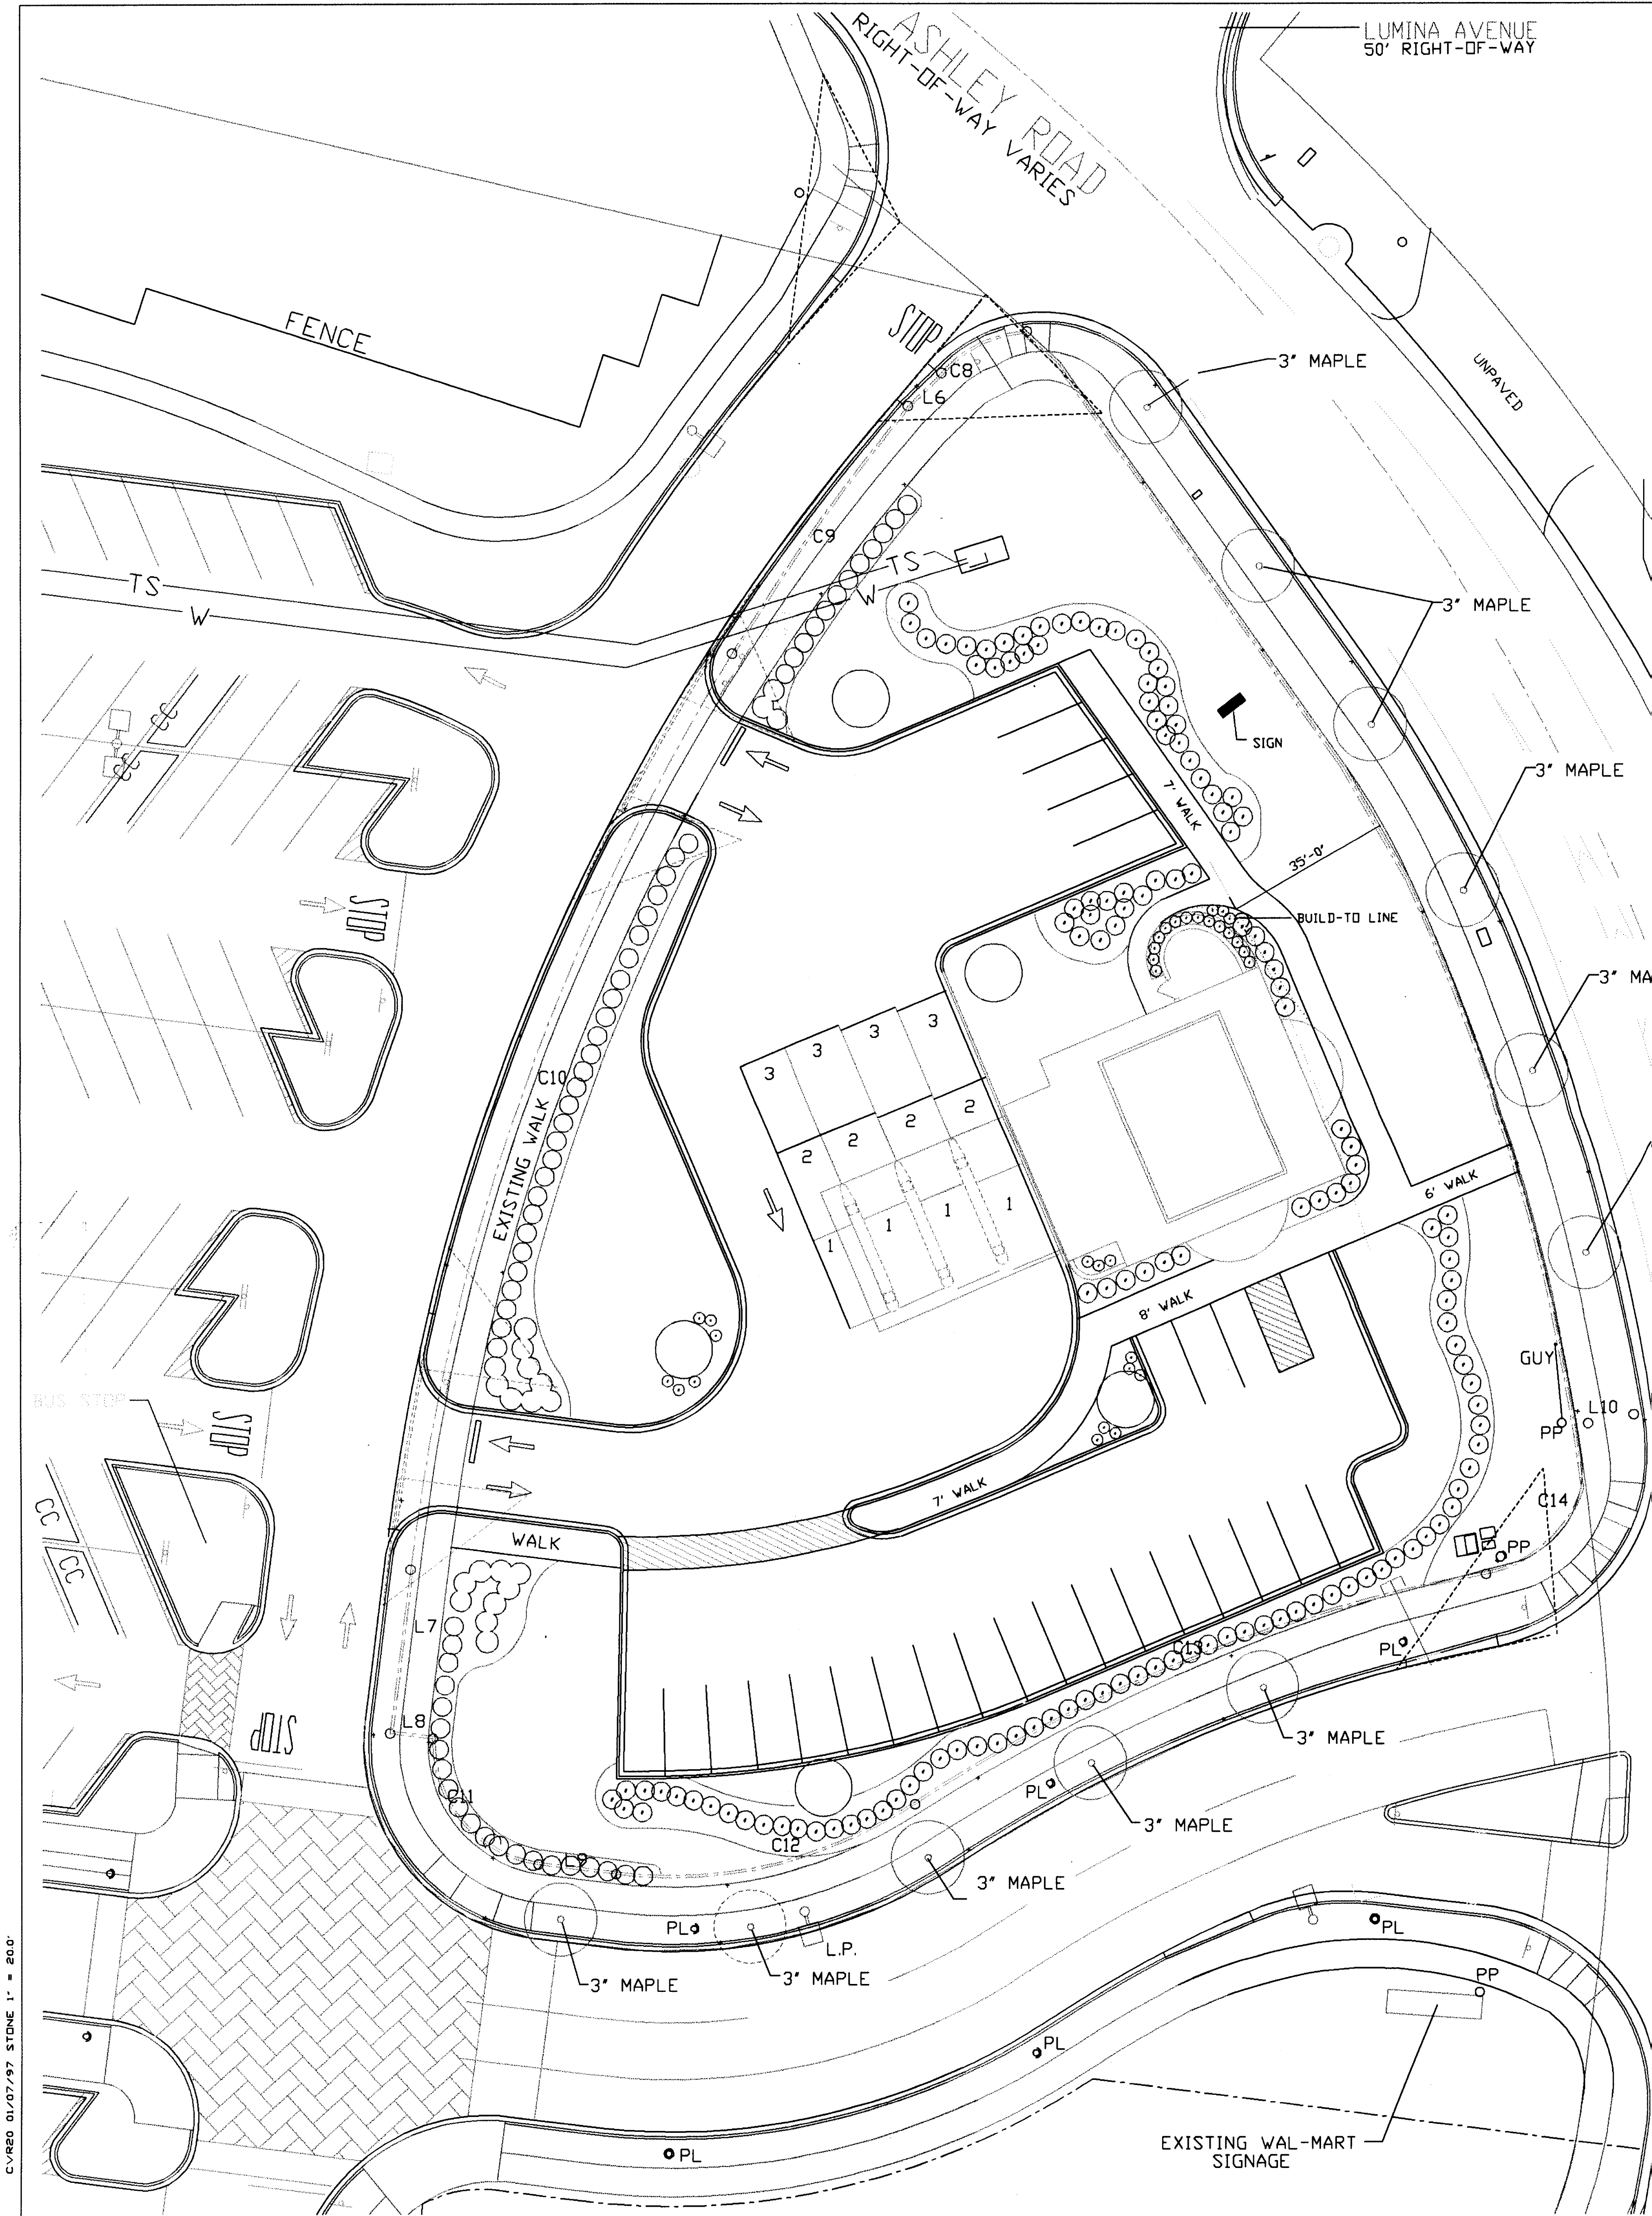 LUMINA AVENUE
50' RIGHT-OF-WAY
ASHLEY ROAD
RIGHT-OF-WAY VARIES
FENCE
STOP
C8
L6
3" MAPLE
UNPAVED
C9
TS
W
TS
W
3" MAPLE
SIGN
3" MAPLE
7' WALK
35'-0"
STOP
BUILD-TO LINE
3" MA
3
3
3
3
C10
EXISTING WALK
2
2
2
2
6' WALK
1
1
1
1
8' WALK
GUY
BUS STOP
STOP
L10
PP
7' WALK
C14
CC
CC
WALK
PP
L7
PL
C13
STOP
L8
3" MAPLE
PL
C11
3" MAPLE
C12
L9
3" MAPLE
PL
L.P.
3" MAPLE
3" MAPLE
PL
PP
PL
EXISTING WAL-MART
SIGNAGE
PL
CVR20 01/07/97 STONE 1" = 20.0'